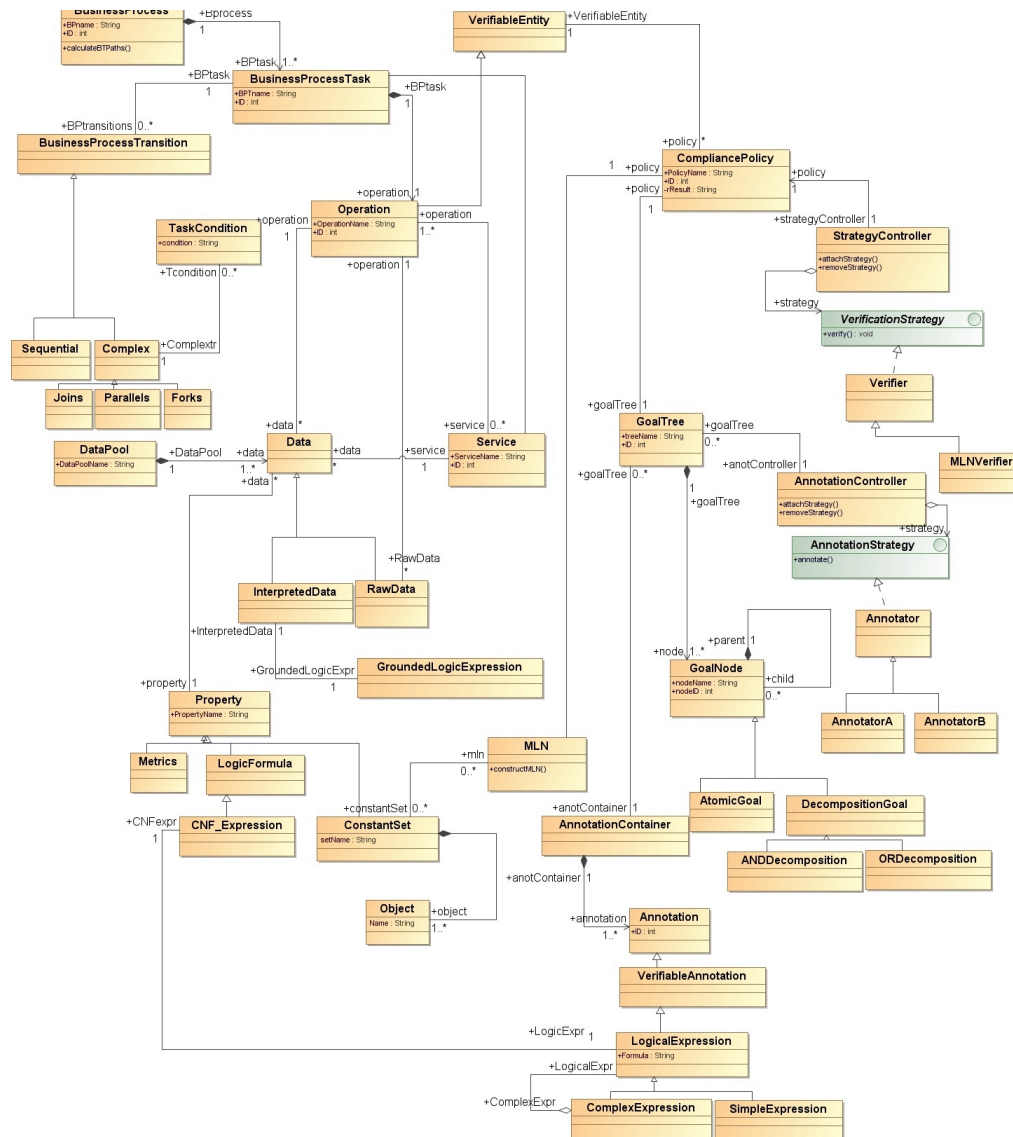 BusinessProcess
+BPname : String
+ID : int
+calculateBTPaths()
+Bprocess
1
VerifiableEntity
+VerifiableEntity
1
+BPtask 1..*
+BPtask
1
BusinessProcessTask
+BPTname : String
+ID : int
+BPtask
1
+BPtransitions 0..*
BusinessProcessTransition
+policy *
CompliancePolicy
+PolicyName : String
+ID : int
-rResult : String
1
+policy
+policy
1
+policy
1
+operation 1
Operation
+OperationName : String
+ID : int
+operation
1
+operation
1..*
+operation 1
TaskCondition
+condition : String
+Tcondition 0..*
+strategyController 1
StrategyController
+attachStrategy()
+removeStrategy()
+strategy
VerificationStrategy
+verify() : void
Sequential
Complex
+Complextr
1
Joins
Parallels
Forks
Verifier
MLNVerifier
+goalTree 1
GoalTree
+treeName : String
+ID : int
+goalTree
0..*
+goalTree 0..*
1
+goalTree
+anotController 1
AnnotationController
+attachStrategy()
+removeStrategy()
+strategy
AnnotationStrategy
+annotate()
DataPool
+DataPoolName : String
+DataPool
1
+data
1..*
+data *
+data *
Data
+data
*
+service 0..*
+service
1
Service
+ServiceName : String
+ID : int
+RawData
*
InterpretedData
RawData
+InterpretedData 1
+GroundedLogicExpr
1
GroundedLogicExpression
Annotator
AnnotatorA
AnnotatorB
+parent 1
+node 1..*
GoalNode
+nodeName : String
+nodeID : int
+child
0..*
+property 1
Property
+PropertyName : String
Metrics
LogicFormula
+mln
0..*
MLN
+constructMLN()
AtomicGoal
DecompositionGoal
ANDDecomposition
ORDecomposition
+CNFexpr
1
CNF_Expression
+constantSet 0..*
ConstantSet
setName : String
+anotContainer 1
AnnotationContainer
+anotContainer 1
Object
Name : String
+object
1..*
+annotation
1..*
Annotation
+ID : int
VerifiableAnnotation
+LogicExpr 1
LogicalExpression
+Formula : String
+LogicalExpr
+ComplexExpr
ComplexExpression
SimpleExpression